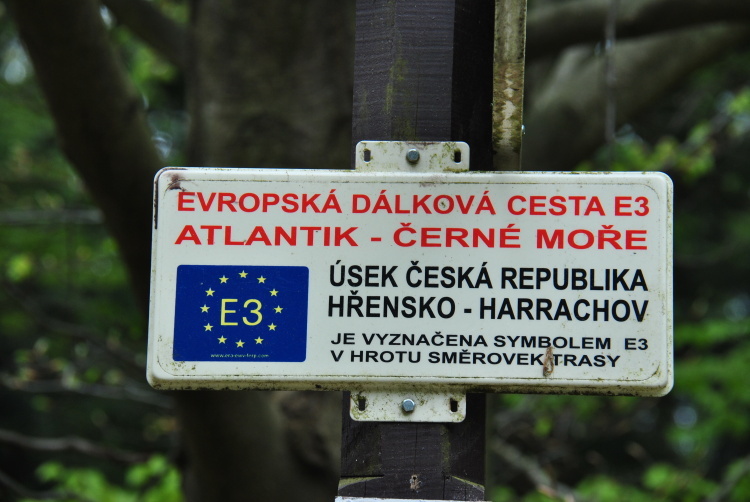 EVROPSKÁ DÁLKOVÁ CESTA E3
ATLANTIK - ČERNÉ MOŘE
E3
ÚSEK ČESKÁ REPUBLIKA
HŘENSKO - HARRACHOV
JE VYZNAČENA SYMBOLEM E3
V HROTU SMĚROVEK TRASY